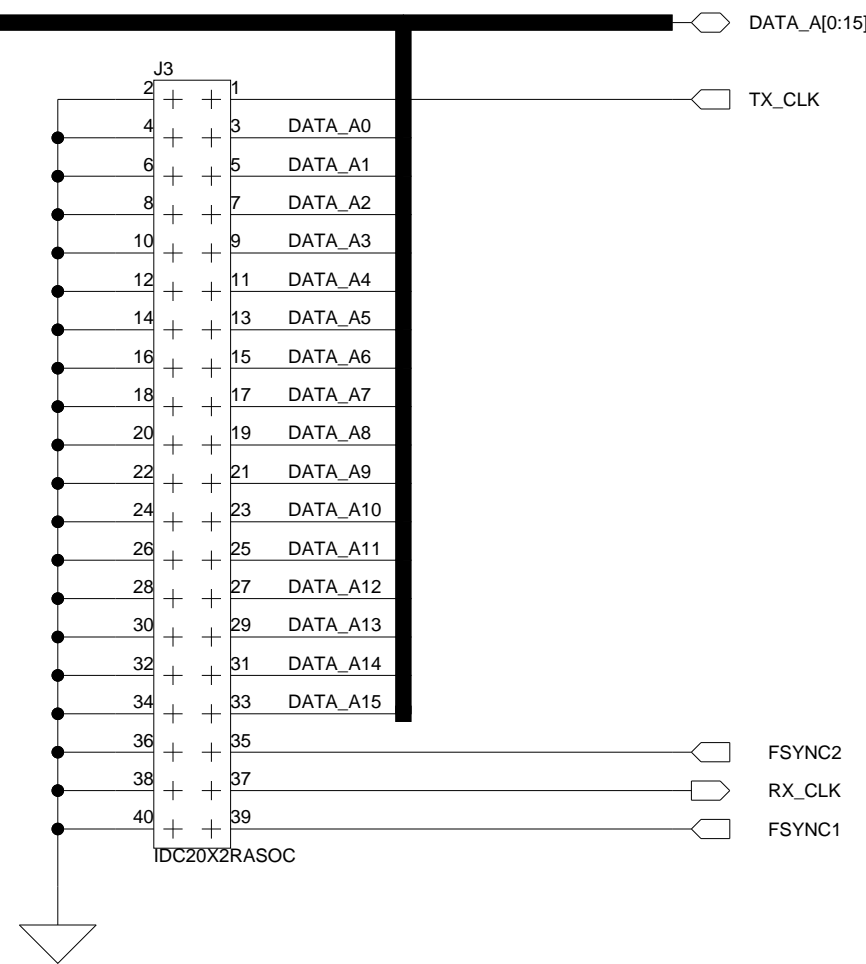 DATA_A[0:15]
J3
2 1 TX_CLK
4 3 DATA_A0
6 5 DATA_A1
8 7 DATA_A2
10 9 DATA_A3
12 11 DATA_A4
14 13 DATA_A5
16 15 DATA_A6
18 17 DATA_A7
20 19 DATA_A8
22 21 DATA_A9
24 23 DATA_A10
26 25 DATA_A11
28 27 DATA_A12
30 29 DATA_A13
32 31 DATA_A14
34 33 DATA_A15
36 35 FSYNC2
38 37 RX_CLK
40 39 FSYNC1
IDC20X2RASOC